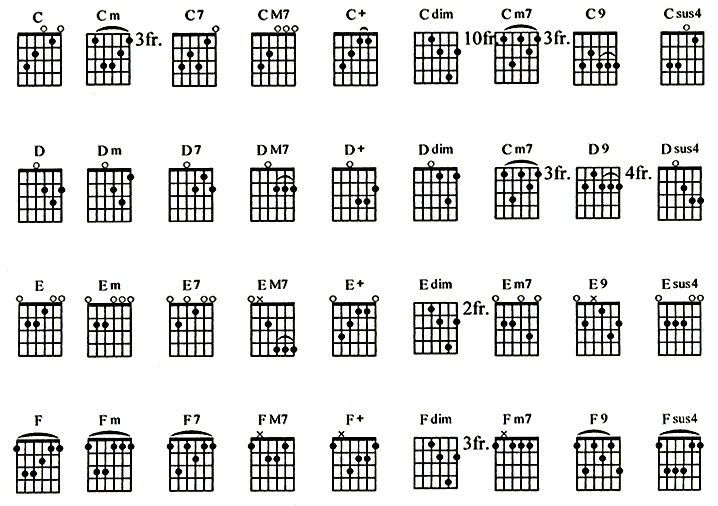 C Cm C7 CM7 C+ Cdim Cm7 C9 Csus4
3fr. 10fr. 3fr.
D Dm D7 DM7 D+ Ddim Cm7 D9 Dsus4
3fr. 4fr.
E Em E7 EM7 E+ Edim Em7 E9 Esus4
x 2fr. x
F Fm F7 FM7 F+ Fdim Fm7 F9 Fsus4
x x 3fr. x